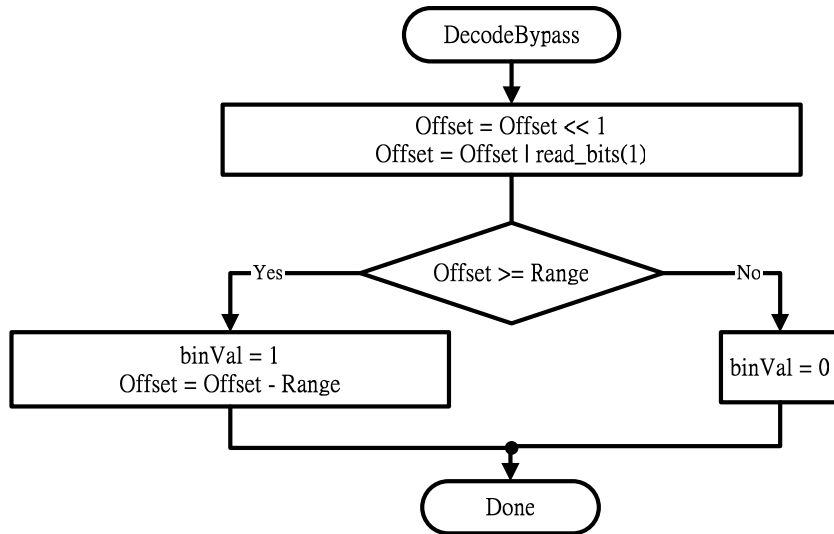 DecodeBypass
Offset = Offset << 1
Offset = Offset | read_bits(1)
Offset >= Range
Yes
No
binVal = 1
Offset = Offset - Range
binVal = 0
Done